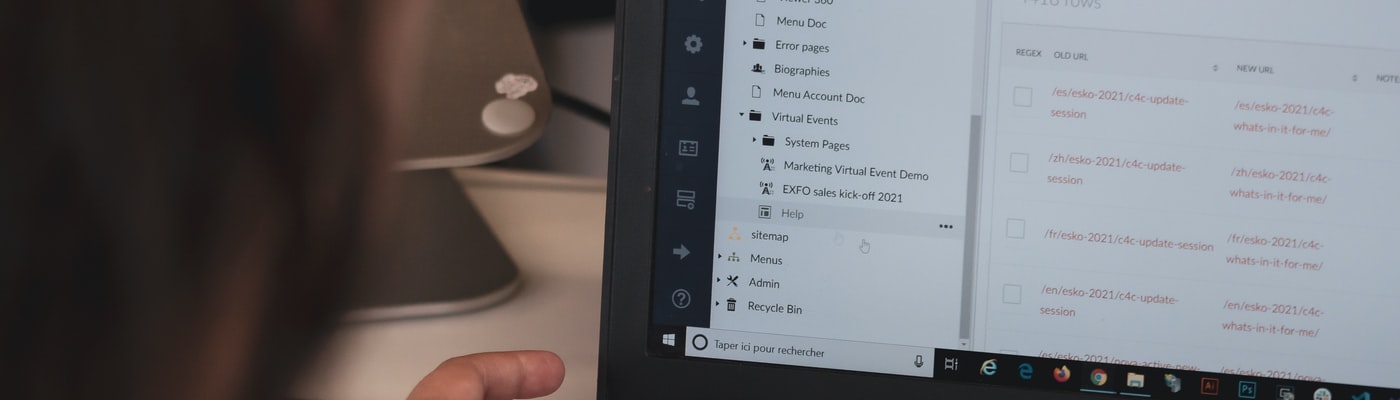 Menu Doc
Error pages
Biographies
Menu Account Doc
Virtual Events
System Pages
Marketing Virtual Event Demo
EXFO sales kick-off 2021
Help
sitemap
Menus
Admin
Recycle Bin
Taper ici pour rechercher
REGEX OLD URL NEW URL NOTE
/es/esko-2021/c4c-update-
session
/es/esko-2021/c4c-
whats-in-it-for-me/
/zh/esko-2021/c4c-update-
session
/zh/esko-2021/c4c-
whats-in-it-for-me/
/fr/esko-2021/c4c-update-session
/fr/esko-2021/c4c-
whats-in-it-for-me/
/en/esko-2021/c4c-update-
session
/en/esko-2021/c4c-
whats-in-it-for-me/
Ai
Ps